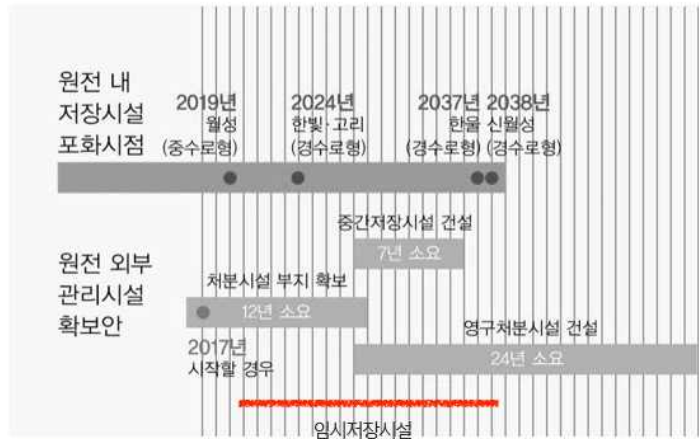 원전 내
저장시설
포화시점
2019년
월성
(중수로형)
2024년
한빛·고리
(경수로형)
2037년
한울
(경수로형)
2038년
신월성
(경수로형)
중간저장시설 건설
7년 소요
원전 외부
관리시설
확보안
처분시설 부지 확보
12년 소요
2017년
시작할 경우
영구처분시설 건설
24년 소요
임시저장시설